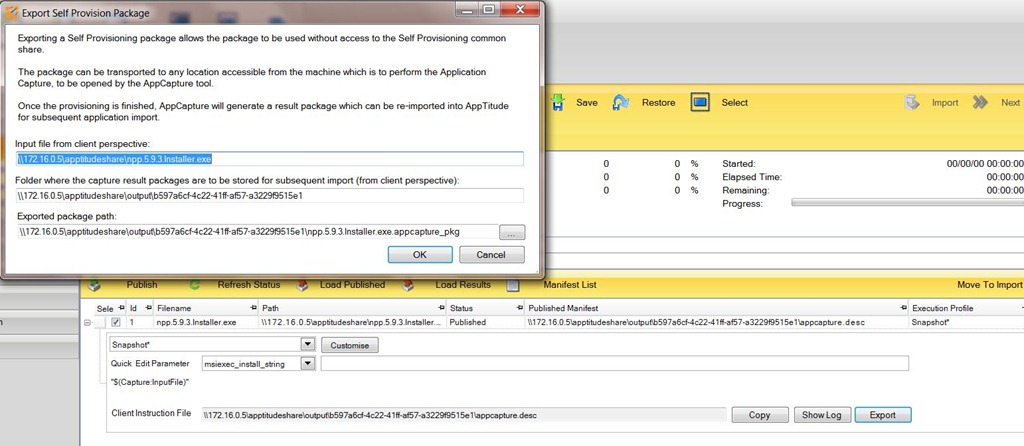 Export Self Provision Package
Exporting a Self Provisioning package allows the package to be used without access to the Self Provisioning common
share.
The package can be transported to any location accessible from the machine which is to perform the Application
Capture, to be opened by the AppCapture tool.
Once the provisioning is finished, AppCapture will generate a result package which can be re-imported into AppTitude
for subsequent application import.
Input file from client perspective:
\\172.16.0.5\apptitudeshare\npp.5.9.3.Installer.exe
Folder where the capture result packages are to be stored for subsequent import (from client perspective):
\\172.16.0.5\apptitudeshare\output\b597a6cf-4c22-41ff-af57-a3229f9515e1
Exported package path:
\\172.16.0.5\apptitudeshare\output\b597a6cf-4c22-41ff-af57-a3229f9515e1\npp.5.9.3.Installer.exe.appcapture_pkg ...
OK Cancel
Save Restore Select Import Next
0 0 % Started: 00/00/00 00:00:00
0 0 % Elapsed Time: 00:00:00
0 0 % Remaining: 00:00:00
Progress:
Publish Refresh Status Load Published Load Results Manifest List Move To Import
Sele Id Filename Path Status Published Manifest Execution Profile
1 npp.5.9.3.Installer.exe \\172.16.0.5\apptitudeshare\npp.5.9.3.Installer.... Published \\172.16.0.5\apptitudeshare\output\b597a6cf-4c22-41ff-af57-a3229f9515e1\appcapture.desc Snapshot*
Snapshot* Customise
Quick Edit Parameter msiexec_install_string
"$(Capture:InputFile)"
Client Instruction File \\172.16.0.5\apptitudeshare\output\b597a6cf-4c22-41ff-af57-a3229f9515e1\appcapture.desc Copy Show Log Export